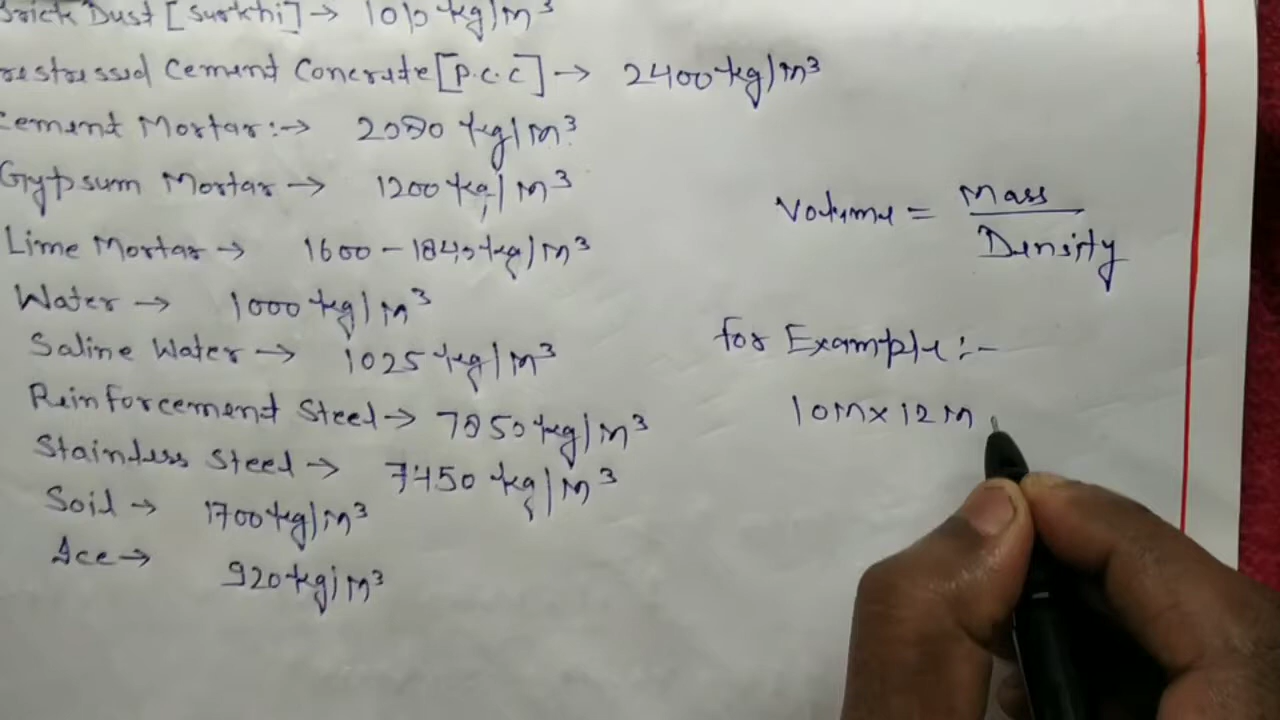 Brick Dust [Surkhi] → 1010 kg/m³
restressed Cement Concrete [P.C.C] → 2400 kg/m³
Cement Mortar:→ 2080 kg/m³
Gypsum Mortar → 1200 kg/m³
Lime Mortar → 1600 - 1840 kg/m³
Water → 1000 kg/m³
Saline Water → 1025 kg/m³
Reinforcement Steel → 7850 kg/m³
Stainless Steel → 7450 kg/m³
Soil → 1700 kg/m³
Ice → 920 kg/m³
Volume = Mass
Density
For Example :-
10m x 12m